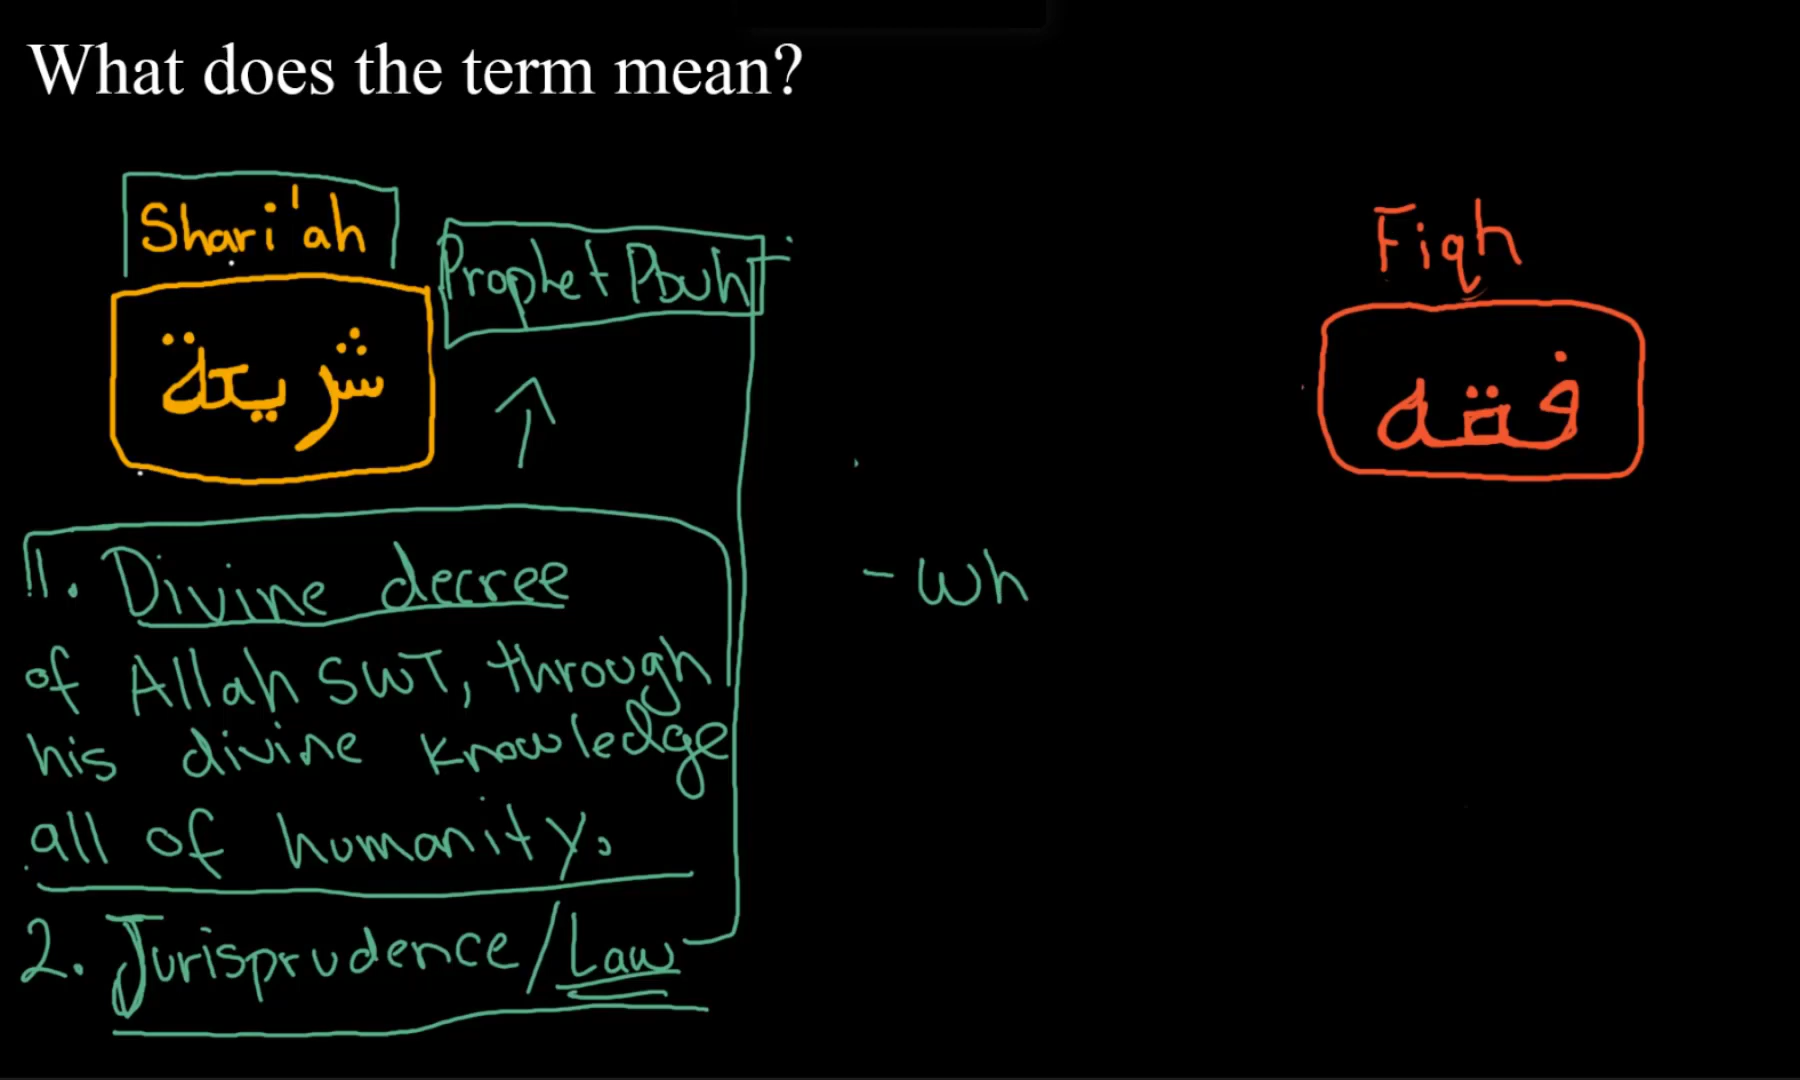 What does the term mean?
Shari'ah
شريعة
Prophet Pbuh
Fiqh
فقه
1. Divine decree
of Allah SWT, through
his divine knowledge
all of humanity.
2. Jurisprudence/Law
- wh